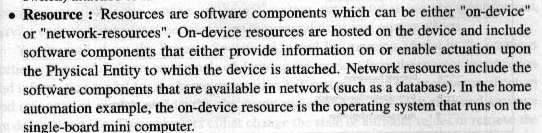 • Resource : Resources are software components which can be either "on-device"
or "network-resources". On-device resources are hosted on the device and include
software components that either provide information on or enable actuation upon
the Physical Entity to which the device is attached. Network resources include the
software components that are available in network (such as a database). In the home
automation example, the on-device resource is the operating system that runs on the
single-board mini computer.